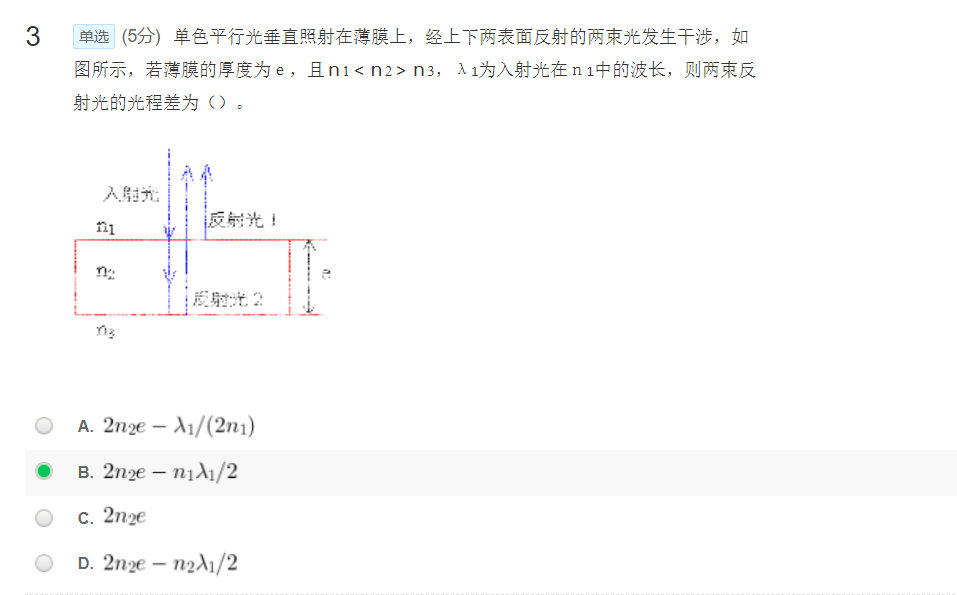 3 单选 (5分) 单色平行光垂直照射在薄膜上，经上下两表面反射的两束光发生干涉，如
图所示，若薄膜的厚度为 e ，且 n1 < n2 > n3， λ1为入射光在 n 1中的波长，则两束反
射光的光程差为（）。
入射光
反射光 1
n1
n2
e
反射光 2
n3
A. 2n₂e − λ₁/(2n₁)
B. 2n₂e − n₁λ₁/2
C. 2n₂e
D. 2n₂e − n₂λ₁/2